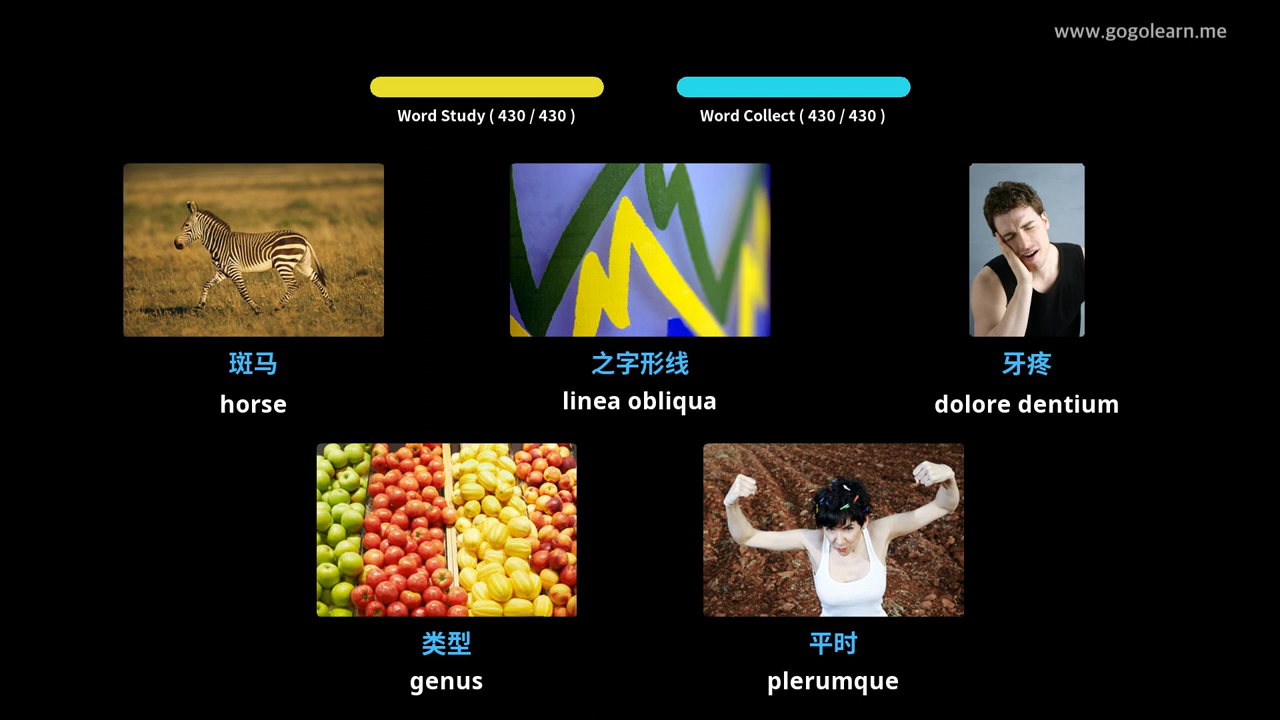 www.gogolearn.me
Word Study ( 430 / 430 )
Word Collect ( 430 / 430 )
斑马
horse
之字形线
linea obliqua
牙疼
dolore dentium
类型
genus
平时
plerumque